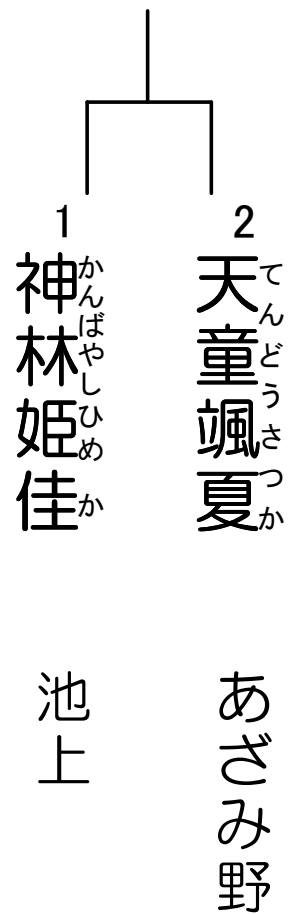 1
神林姫佳
かんばやしひめか
池上
2
天童颯夏
てんどうさつか
あざみ野